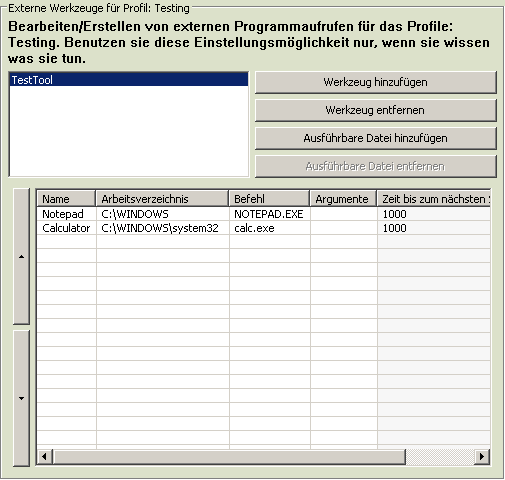 Externe Werkzeuge für Profil: Testing
Bearbeiten/Erstellen von externen Programmaufrufen für das Profile:
Testing. Benutzen sie diese Einstellungsmöglichkeit nur, wenn sie wissen
was sie tun.
TestTool
Werkzeug hinzufügen
Werkzeug entfernen
Ausführbare Datei hinzufügen
Ausführbare Datei entfernen
Name Arbeitsverzeichnis Befehl Argumente Zeit bis zum nächsten
Notepad C:\WINDOWS NOTEPAD.EXE 1000
Calculator C:\WINDOWS\system32 calc.exe 1000